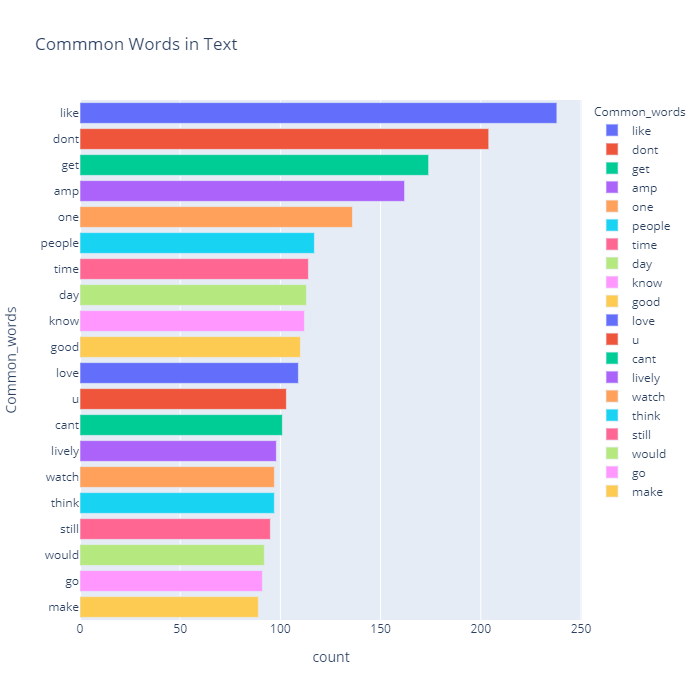 Commmon Words in Text
Common_words
like
dont
get
amp
one
people
time
day
know
good
love
u
cant
lively
watch
think
still
would
go
make
0 50 100 150 200 250
count
Common_words
like
dont
get
amp
one
people
time
day
know
good
love
u
cant
lively
watch
think
still
would
go
make